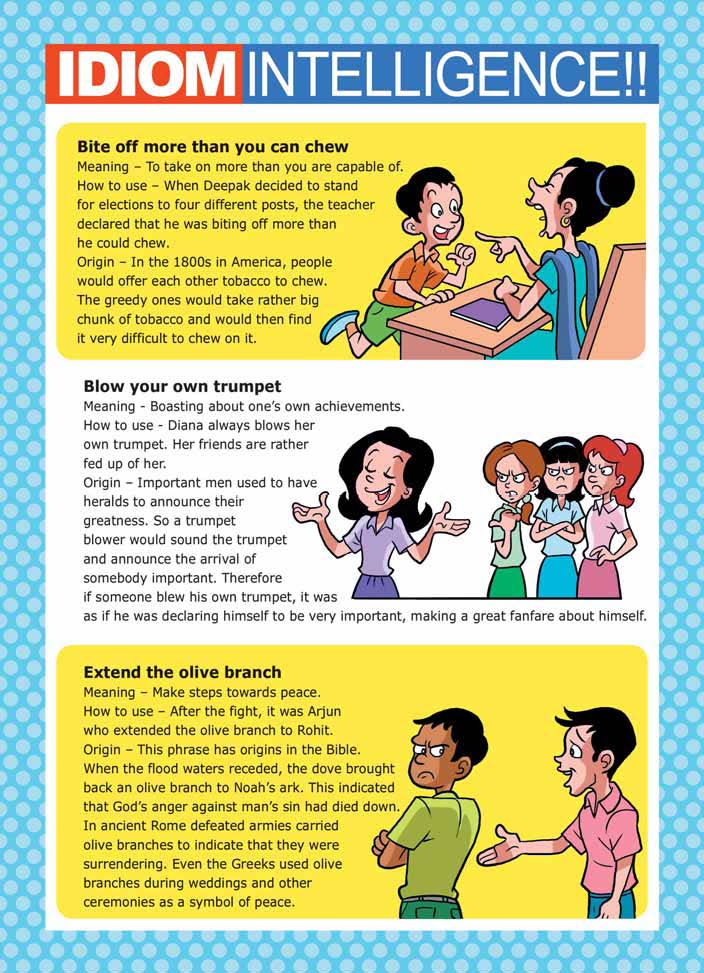 IDIOM INTELLIGENCE!!
Bite off more than you can chew
Meaning – To take on more than you are capable of.
How to use – When Deepak decided to stand
for elections to four different posts, the teacher
declared that he was biting off more than
he could chew.
Origin – In the 1800s in America, people
would offer each other tobacco to chew.
The greedy ones would take rather big
chunk of tobacco and would then find
it very difficult to chew on it.
Blow your own trumpet
Meaning - Boasting about one's own achievements.
How to use - Diana always blows her
own trumpet. Her friends are rather
fed up of her.
Origin – Important men used to have
heralds to announce their
greatness. So a trumpet
blower would sound the trumpet
and announce the arrival of
somebody important. Therefore
if someone blew his own trumpet, it was
as if he was declaring himself to be very important, making a great fanfare about himself.
Extend the olive branch
Meaning – Make steps towards peace.
How to use – After the fight, it was Arjun
who extended the olive branch to Rohit.
Origin – This phrase has origins in the Bible.
When the flood waters receded, the dove brought
back an olive branch to Noah's ark. This indicated
that God's anger against man's sin had died down.
In ancient Rome defeated armies carried
olive branches to indicate that they were
surrendering. Even the Greeks used olive
branches during weddings and other
ceremonies as a symbol of peace.